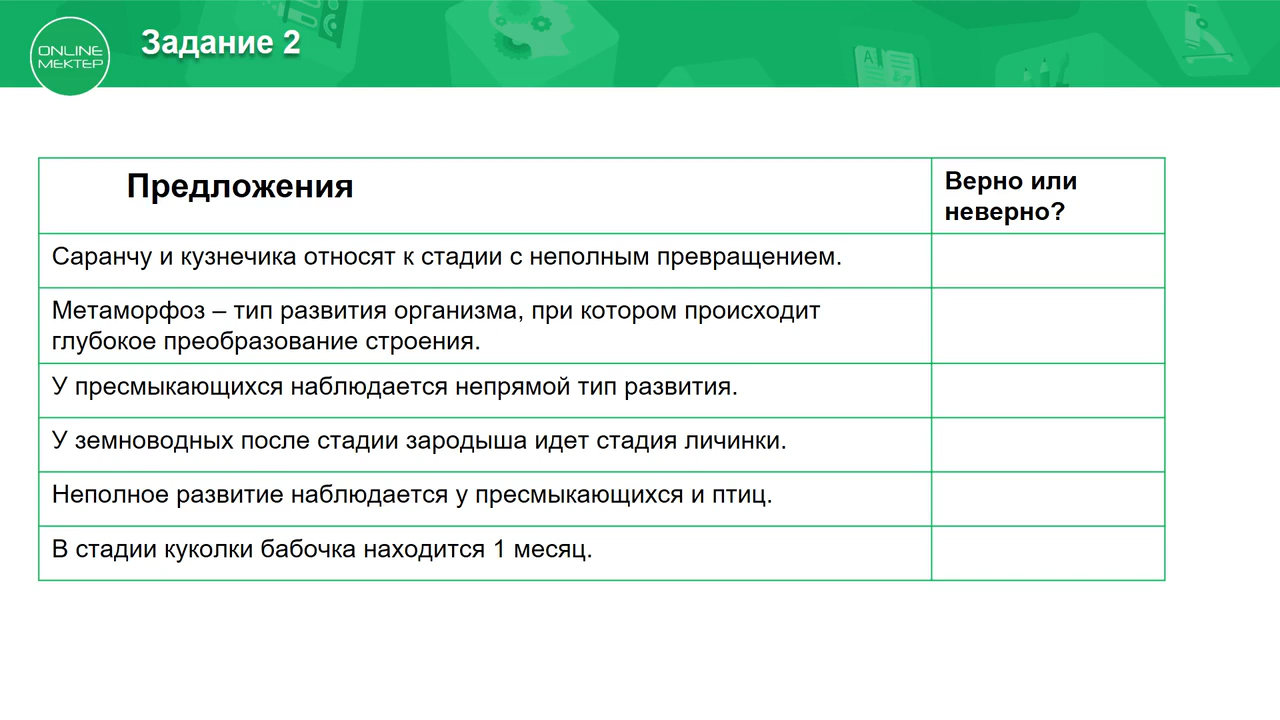 ONLINE
МЕКТЕР
Задание 2
Предложения
Верно или
неверно?
Саранчу и кузнечика относят к стадии с неполным превращением.
Метаморфоз – тип развития организма, при котором происходит
глубокое преобразование строения.
У пресмыкающихся наблюдается непрямой тип развития.
У земноводных после стадии зародыша идет стадия личинки.
Неполное развитие наблюдается у пресмыкающихся и птиц.
В стадии куколки бабочка находится 1 месяц.